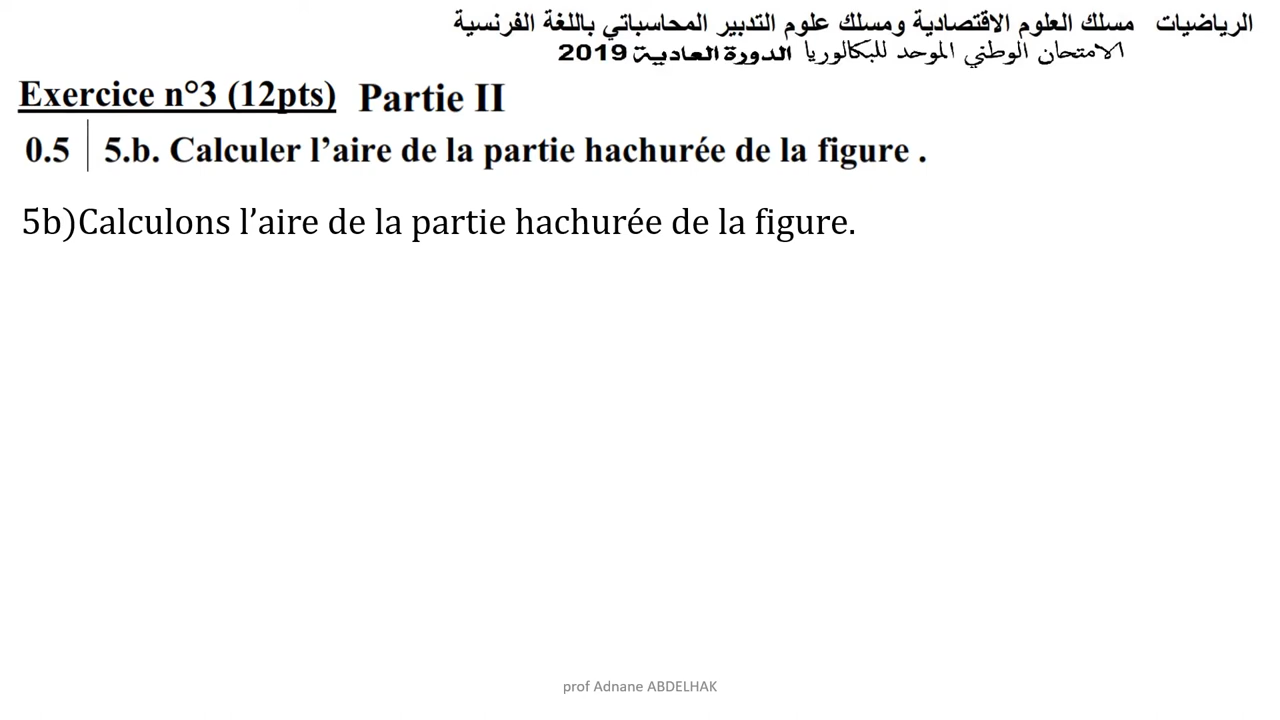 الرياضيات مسلك العلوم الاقتصادية ومسلك علوم التدبير المحاسباتي باللغة الفرنسية
الامتحان الوطني الموحد للبكالوريا الدورة العادية 2019
Exercice n°3 (12pts) Partie II
0.5 5.b. Calculer l’aire de la partie hachurée de la figure .
5b)Calculons l’aire de la partie hachurée de la figure.
prof Adnane ABDELHAK